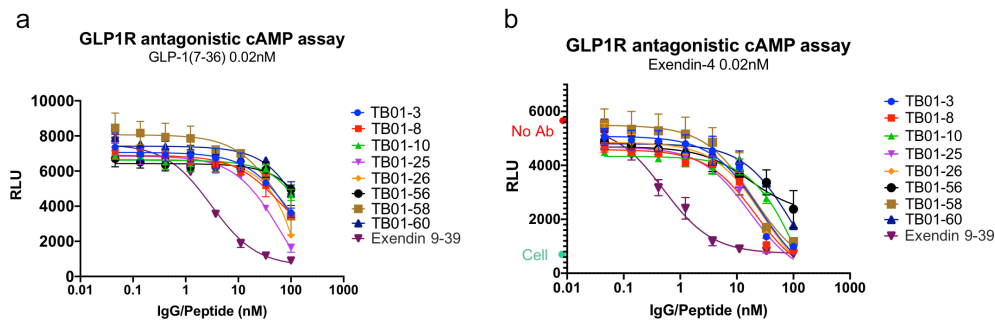 a
GLP1R antagonistic cAMP assay
GLP-1(7-36) 0.02nM
10000
8000
6000
4000
2000
0
RLU
0.01
0.1
1
10
100
1000
IgG/Peptide (nM)
TB01-3
TB01-8
TB01-10
TB01-25
TB01-26
TB01-56
TB01-58
TB01-60
Exendin 9-39
b
GLP1R antagonistic cAMP assay
Exendin-4 0.02nM
6000
No Ab
4000
2000
Cell
0
RLU
0.01
0.1
1
10
100
1000
IgG/Peptide (nM)
TB01-3
TB01-8
TB01-10
TB01-25
TB01-26
TB01-56
TB01-58
TB01-60
Exendin 9-39